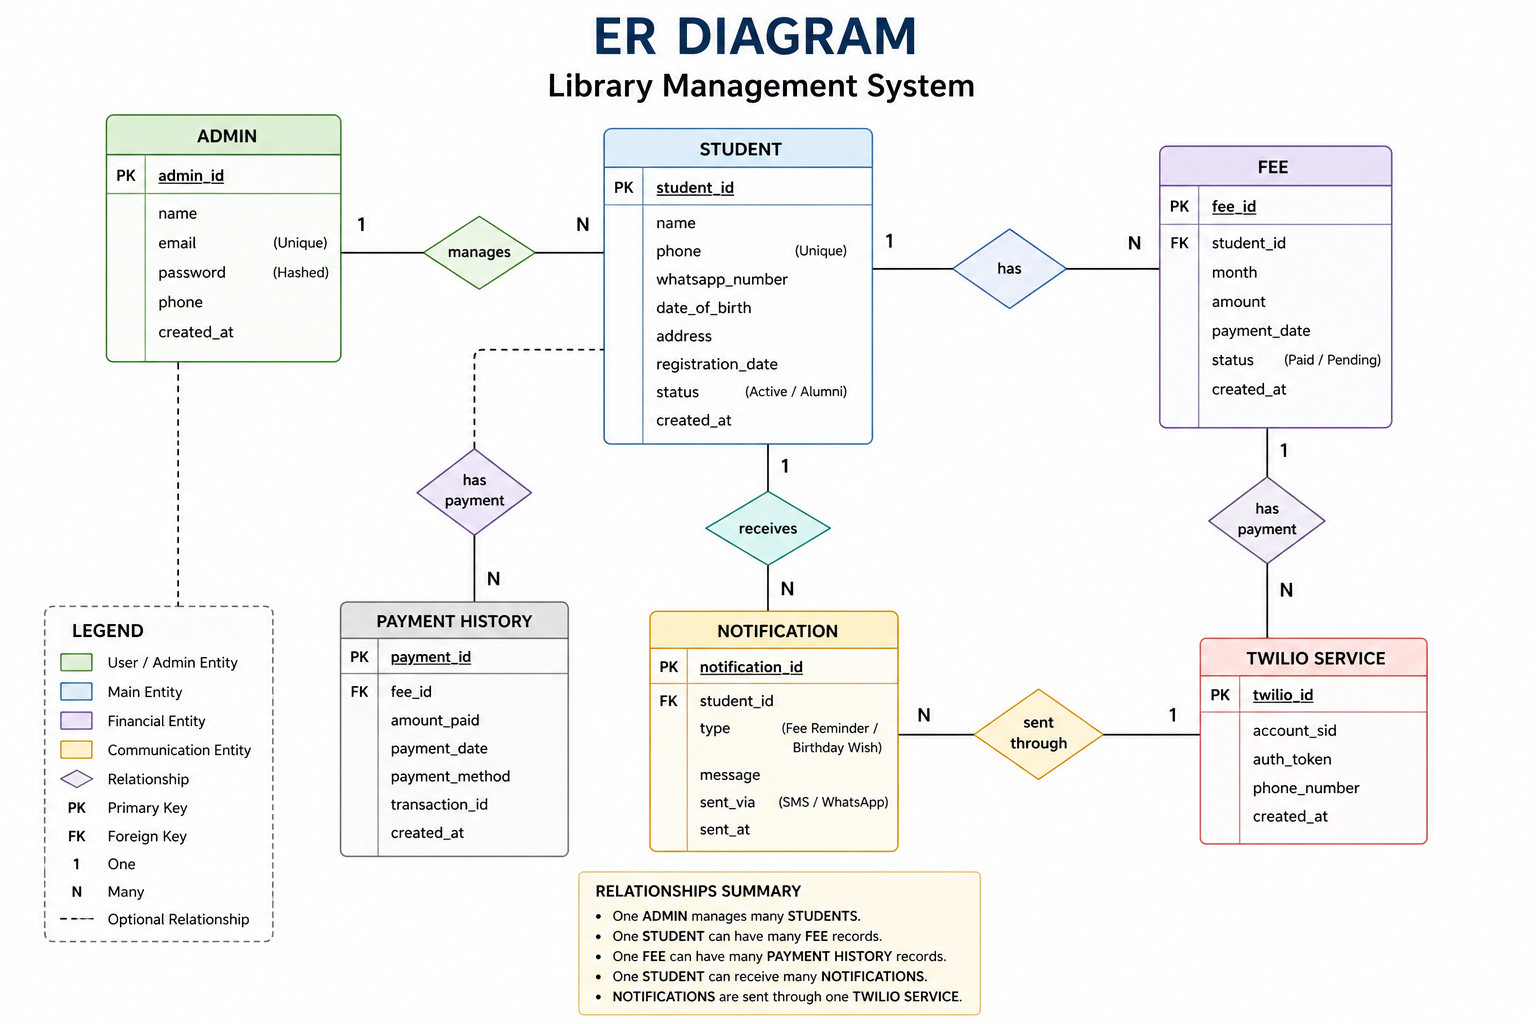 ER DIAGRAM
Library Management System
ADMIN
PK admin_id
name
email (Unique)
password (Hashed)
phone
created_at
1
manages
N
STUDENT
PK student_id
name
phone (Unique)
whatsapp_number
date_of_birth
address
registration_date
status (Active / Alumni)
created_at
1
has
N
FEE
PK fee_id
FK student_id
month
amount
payment_date
status (Paid / Pending)
created_at
has
payment
N
1
receives
N
1
has
payment
N
LEGEND
User / Admin Entity
Main Entity
Financial Entity
Communication Entity
Relationship
PK Primary Key
FK Foreign Key
1 One
N Many
Optional Relationship
PAYMENT HISTORY
PK payment_id
FK fee_id
amount_paid
payment_date
payment_method
transaction_id
created_at
NOTIFICATION
PK notification_id
FK student_id
type (Fee Reminder /
Birthday Wish)
message
sent_via (SMS / WhatsApp)
sent_at
N
sent
through
1
TWILIO SERVICE
PK twilio_id
account_sid
auth_token
phone_number
created_at
RELATIONSHIPS SUMMARY
• One ADMIN manages many STUDENTS.
• One STUDENT can have many FEE records.
• One FEE can have many PAYMENT HISTORY records.
• One STUDENT can receive many NOTIFICATIONS.
• NOTIFICATIONS are sent through one TWILIO SERVICE.